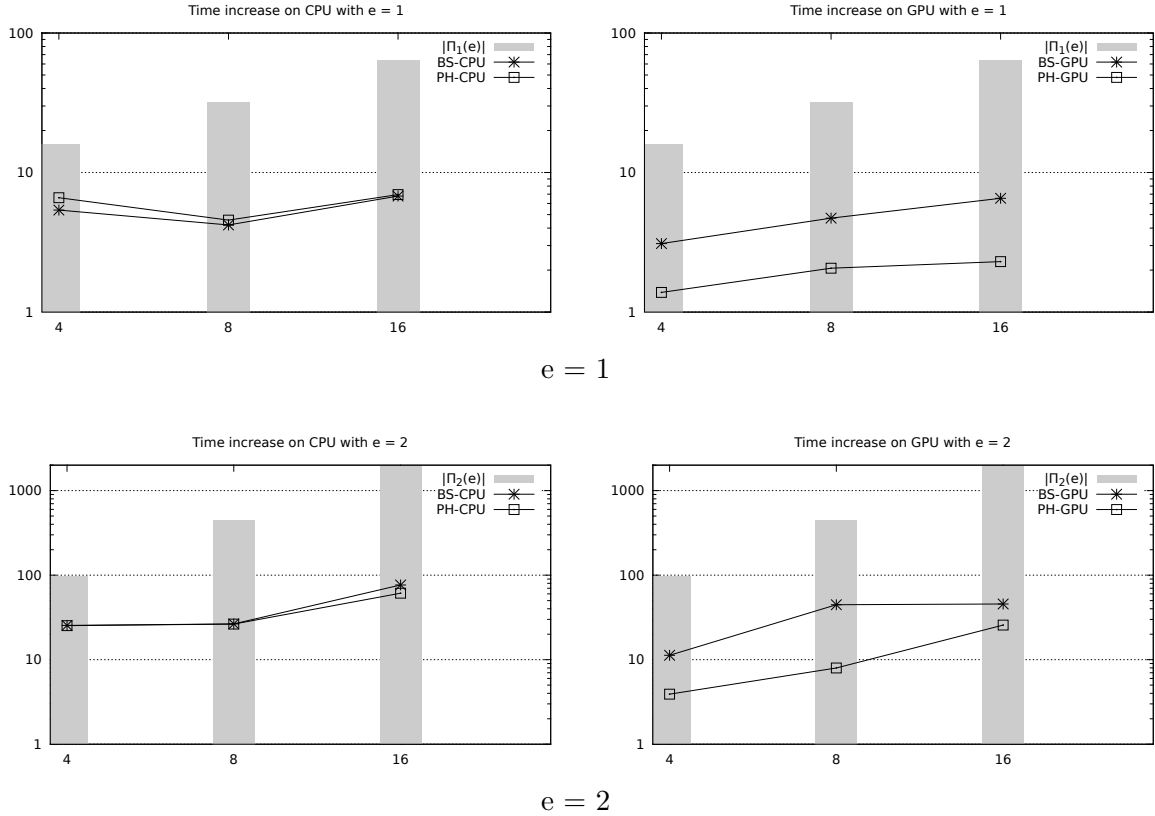 Time increase on CPU with e = 1
100
10
1
4
8
16
|Π₁(e)|
BS-CPU
PH-CPU
Time increase on GPU with e = 1
100
10
1
4
8
16
|Π₁(e)|
BS-GPU
PH-GPU
e = 1
Time increase on CPU with e = 2
1000
100
10
1
4
8
16
|Π₂(e)|
BS-CPU
PH-CPU
Time increase on GPU with e = 2
1000
100
10
1
4
8
16
|Π₂(e)|
BS-GPU
PH-GPU
e = 2